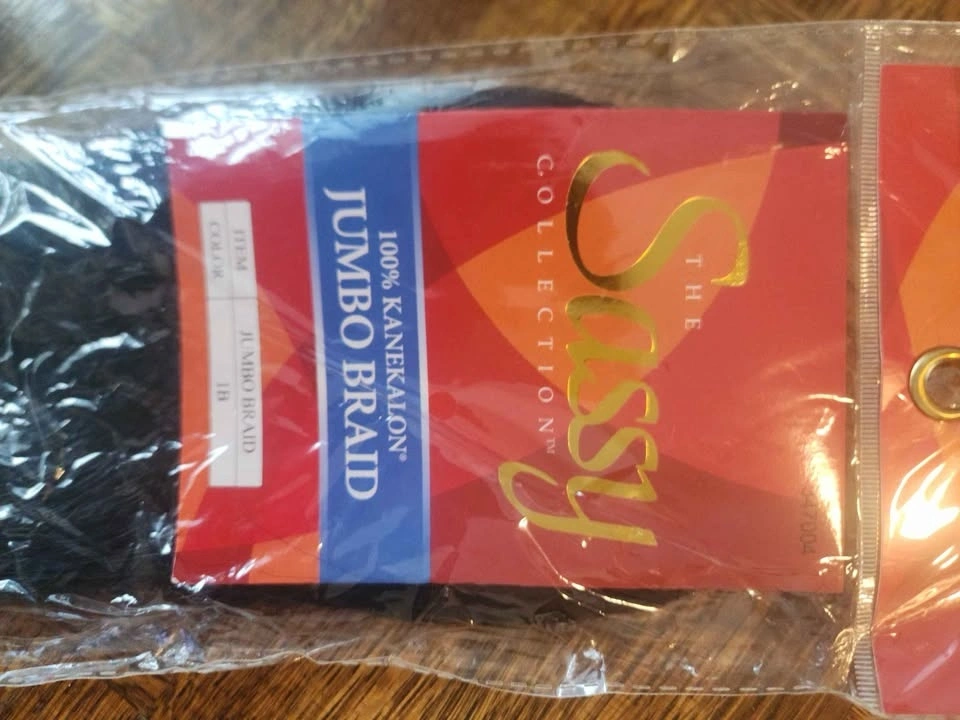 THE
Sassy
COLLECTION™
100% KANEKALON®
JUMBO BRAID
ITEM JUMBO BRAID
COLOR 1B